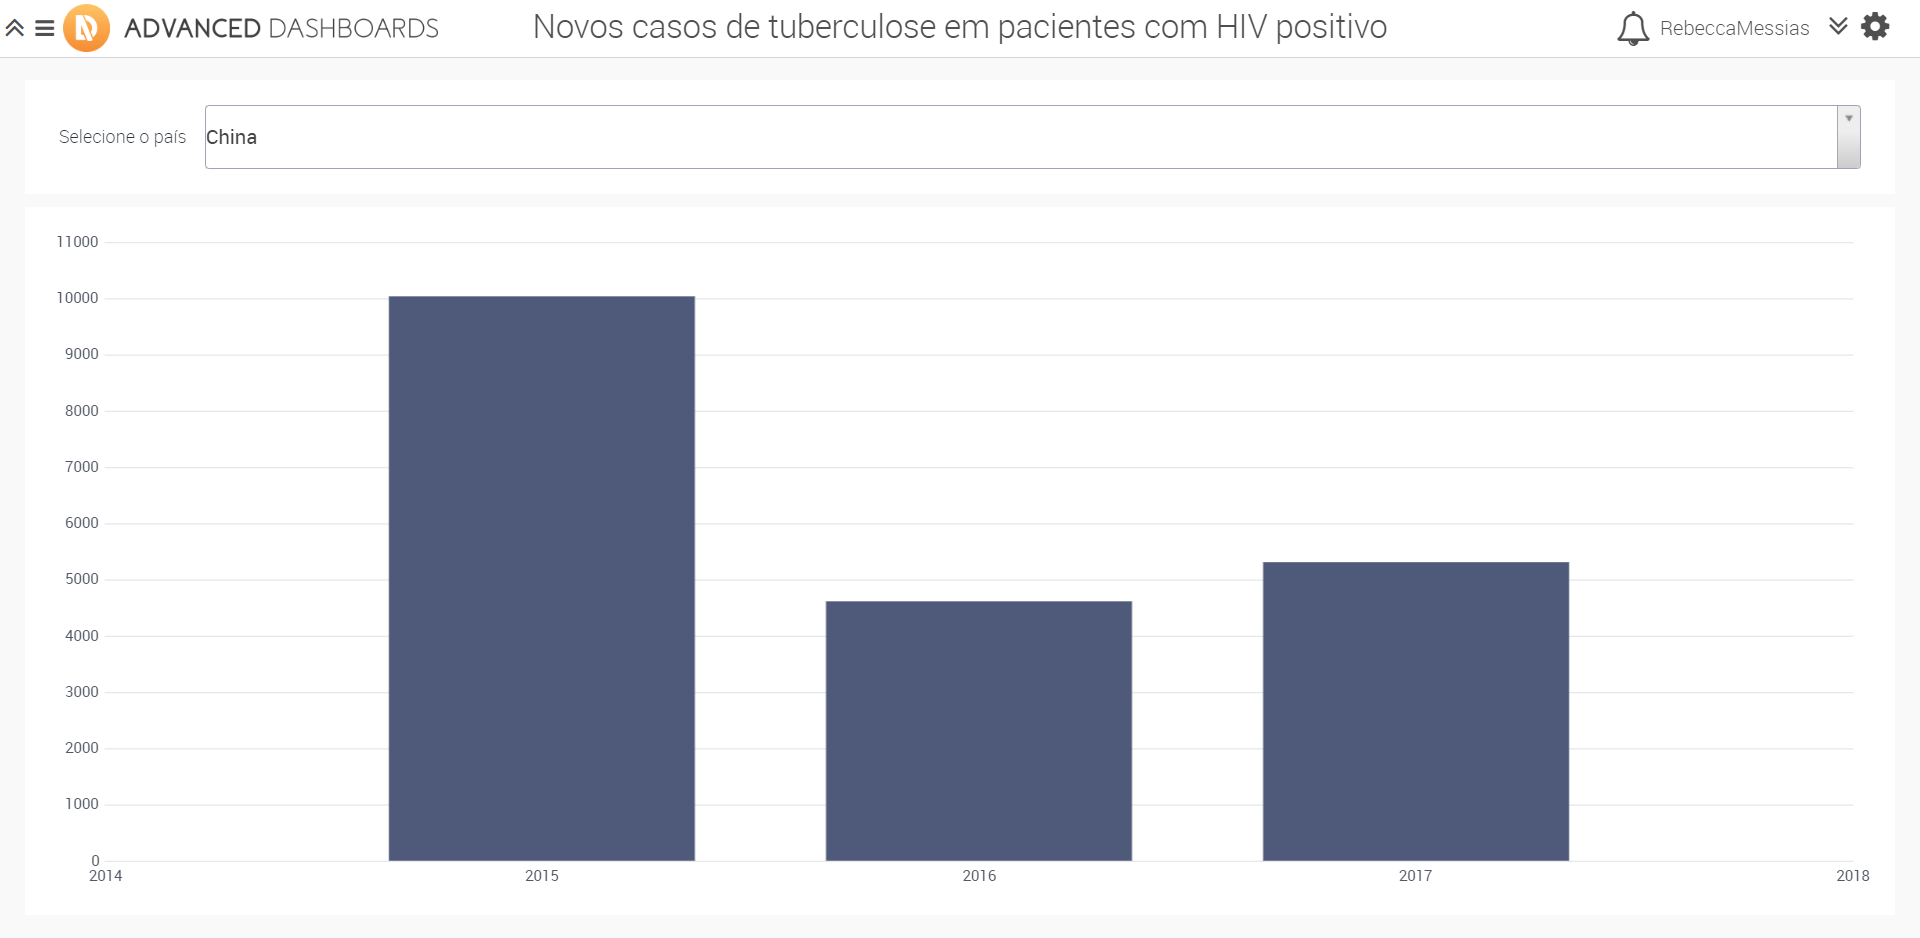 ADVANCED DASHBOARDS
Novos casos de tuberculose em pacientes com HIV positivo
RebeccaMessias
Selecione o país
China
11000
10000
9000
8000
7000
6000
5000
4000
3000
2000
1000
0
2014 2015 2016 2017 2018